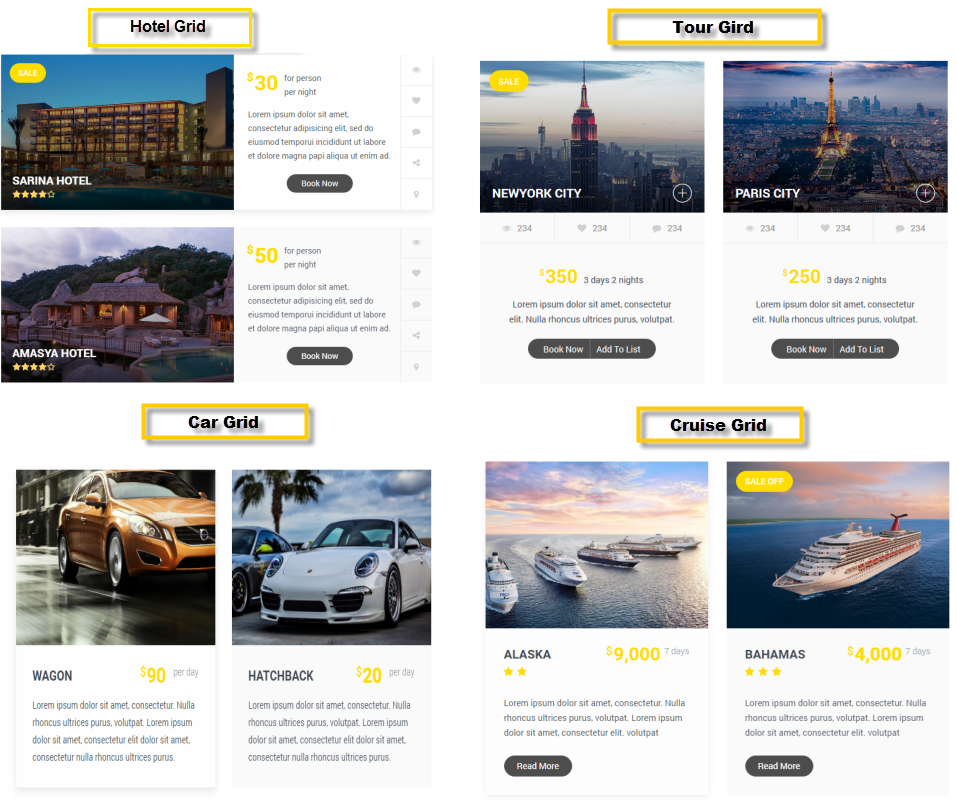 Hotel Grid
SALE
SARINA HOTEL
$30 for person
per night
Lorem ipsum dolor sit amet,
consectetur adipisicing elit, sed do
eiusmod temporui incididunt ut labore
et dolore magna papi aliqua ut enim ad.
Book Now
AMASYA HOTEL
$50 for person
per night
Lorem ipsum dolor sit amet,
consectetur adipisicing elit, sed do
eiusmod temporui incididunt ut labore
et dolore magna papi aliqua ut enim ad.
Book Now
Tour Gird
SALE
NEWYORK CITY
234 234 234
$350 3 days 2 nights
Lorem ipsum dolor sit amet, consectetur
elit. Nulla rhoncus ultrices purus, volutpat.
Book Now Add To List
PARIS CITY
234 234 234
$250 3 days 2 nights
Lorem ipsum dolor sit amet, consectetur
elit. Nulla rhoncus ultrices purus, volutpat.
Book Now Add To List
Car Grid
WAGON $90 per day
Lorem ipsum dolor sit amet, consectetur. Nulla
rhoncus ultrices purus, volutpat. Lorem ipsum
dolor sit amet, consectetur elit dolor sit amet,
consectetur nulla rhoncus ultrices purus.
HATCHBACK $20 per day
Lorem ipsum dolor sit amet, consectetur. Nulla
rhoncus ultrices purus, volutpat. Lorem ipsum
dolor sit amet, consectetur elit dolor sit amet,
consectetur nulla rhoncus ultrices purus.
Cruise Grid
ALASKA $9,000 7 days
Lorem ipsum dolor sit amet, consectetur. Nulla
rhoncus ultrices purus, volutpat. Lorem ipsum
dolor sit amet, consectetur elit. volutpat
Read More
SALE OFF
BAHAMAS $4,000 7 days
Lorem ipsum dolor sit amet, consectetur. Nulla
rhoncus ultrices purus, volutpat. Lorem ipsum
dolor sit amet, consectetur elit. volutpat
Read More